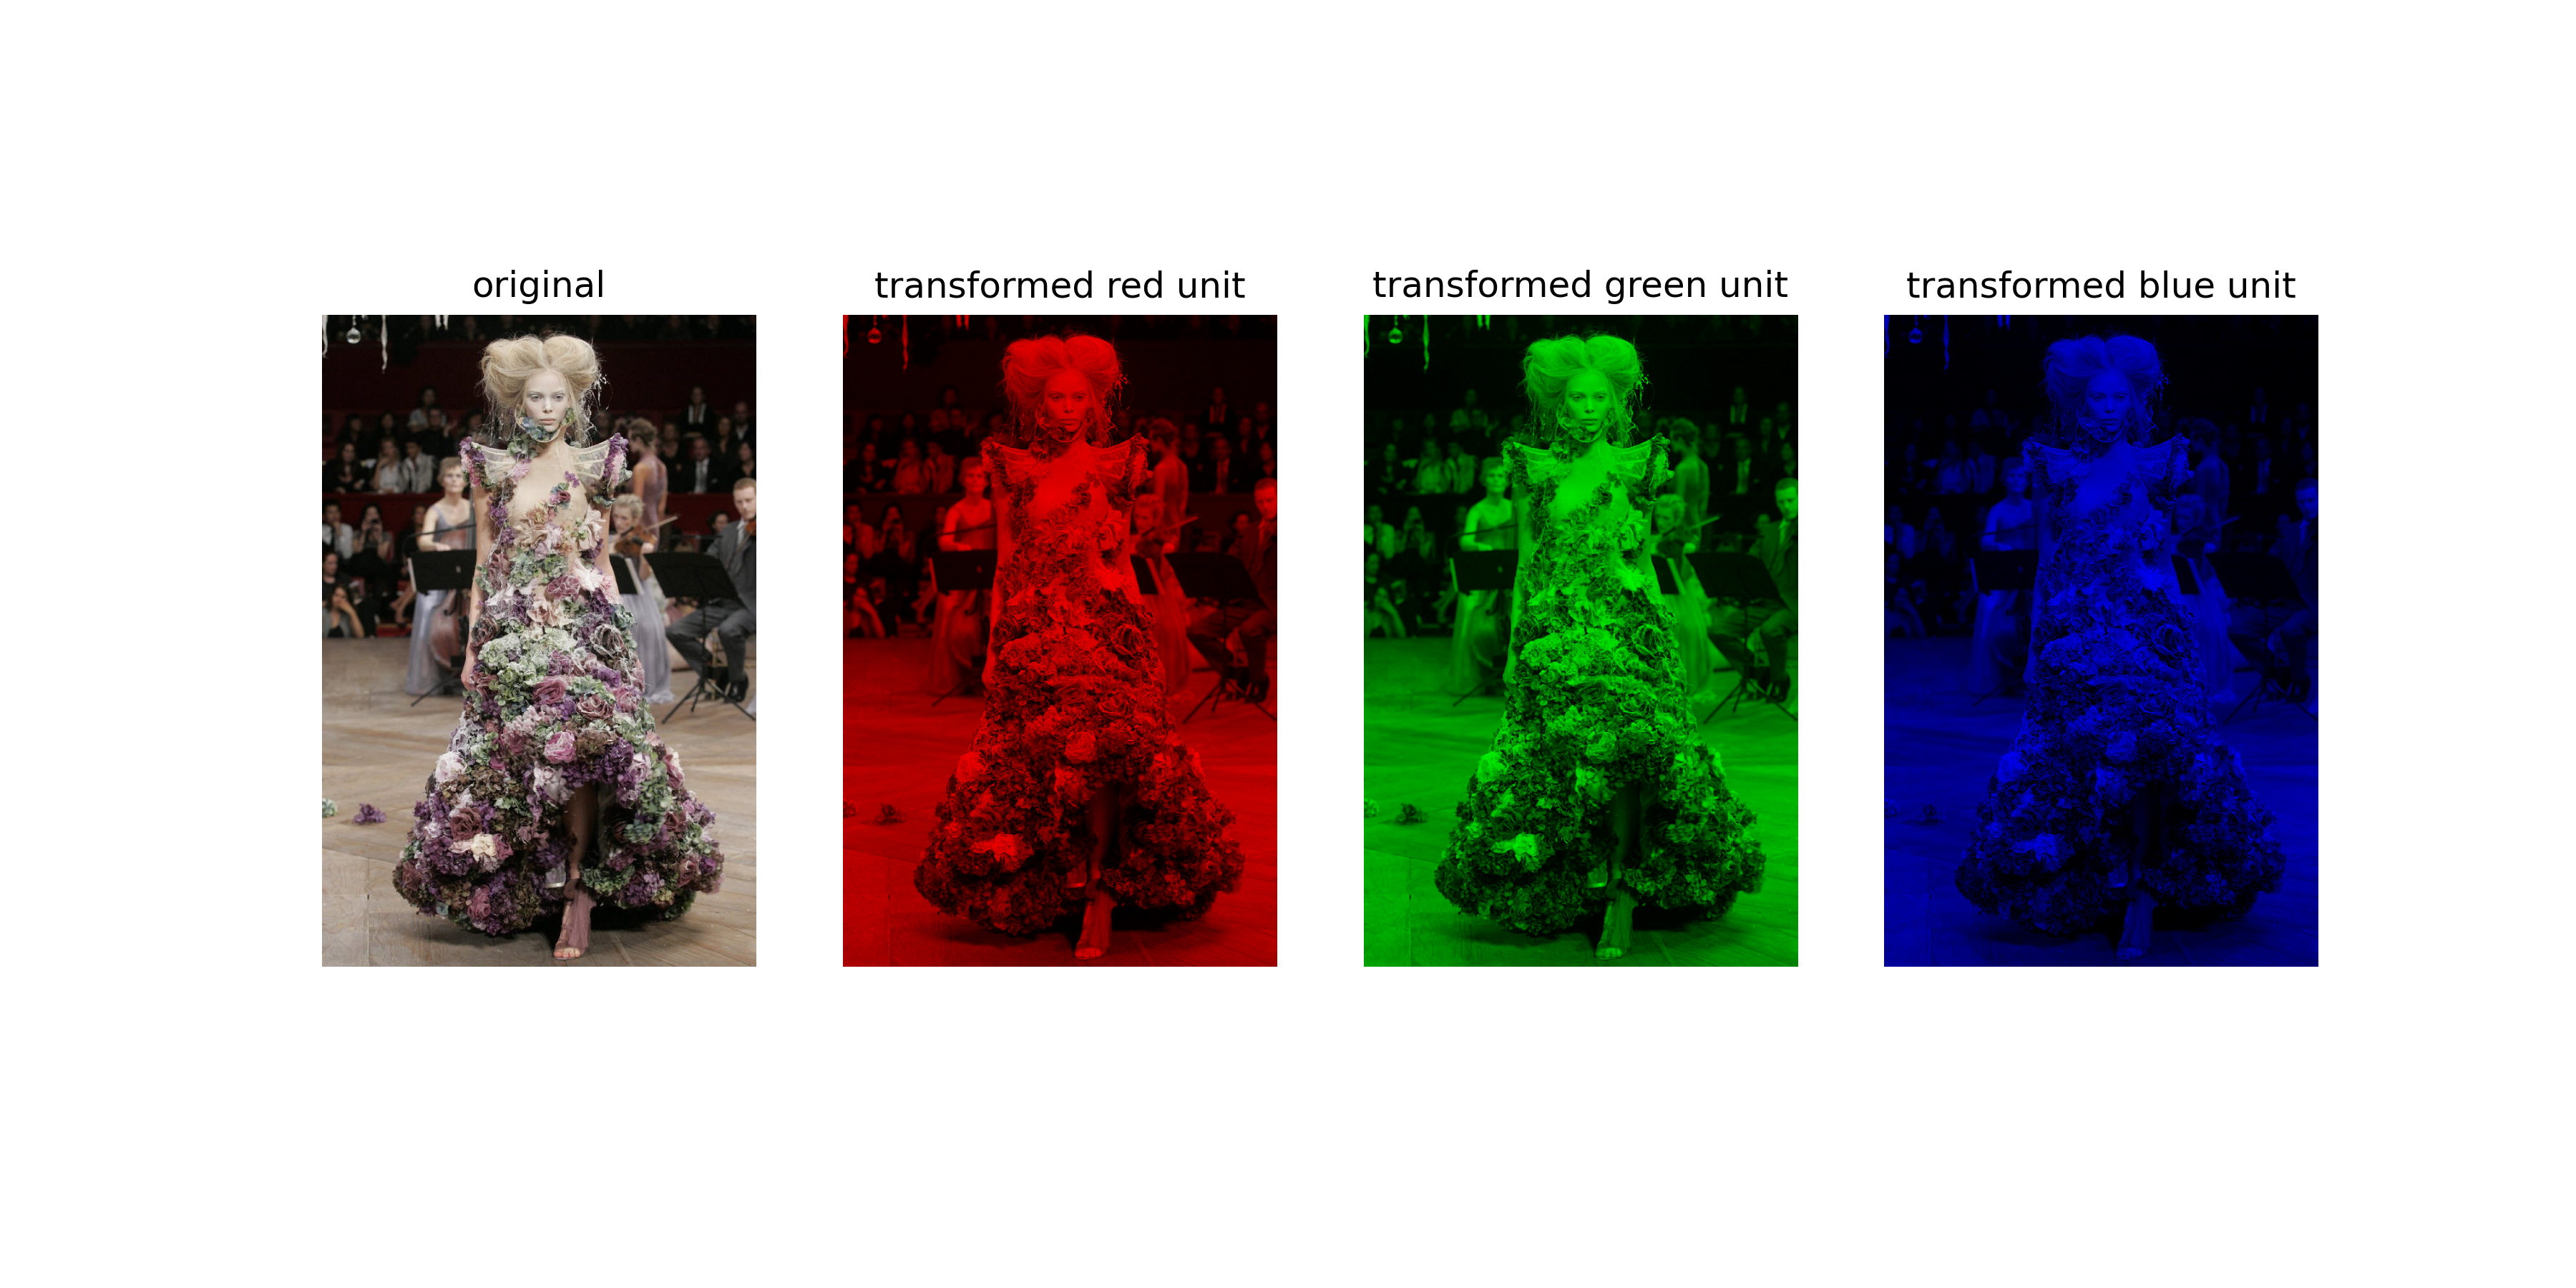 original
transformed red unit
transformed green unit
transformed blue unit